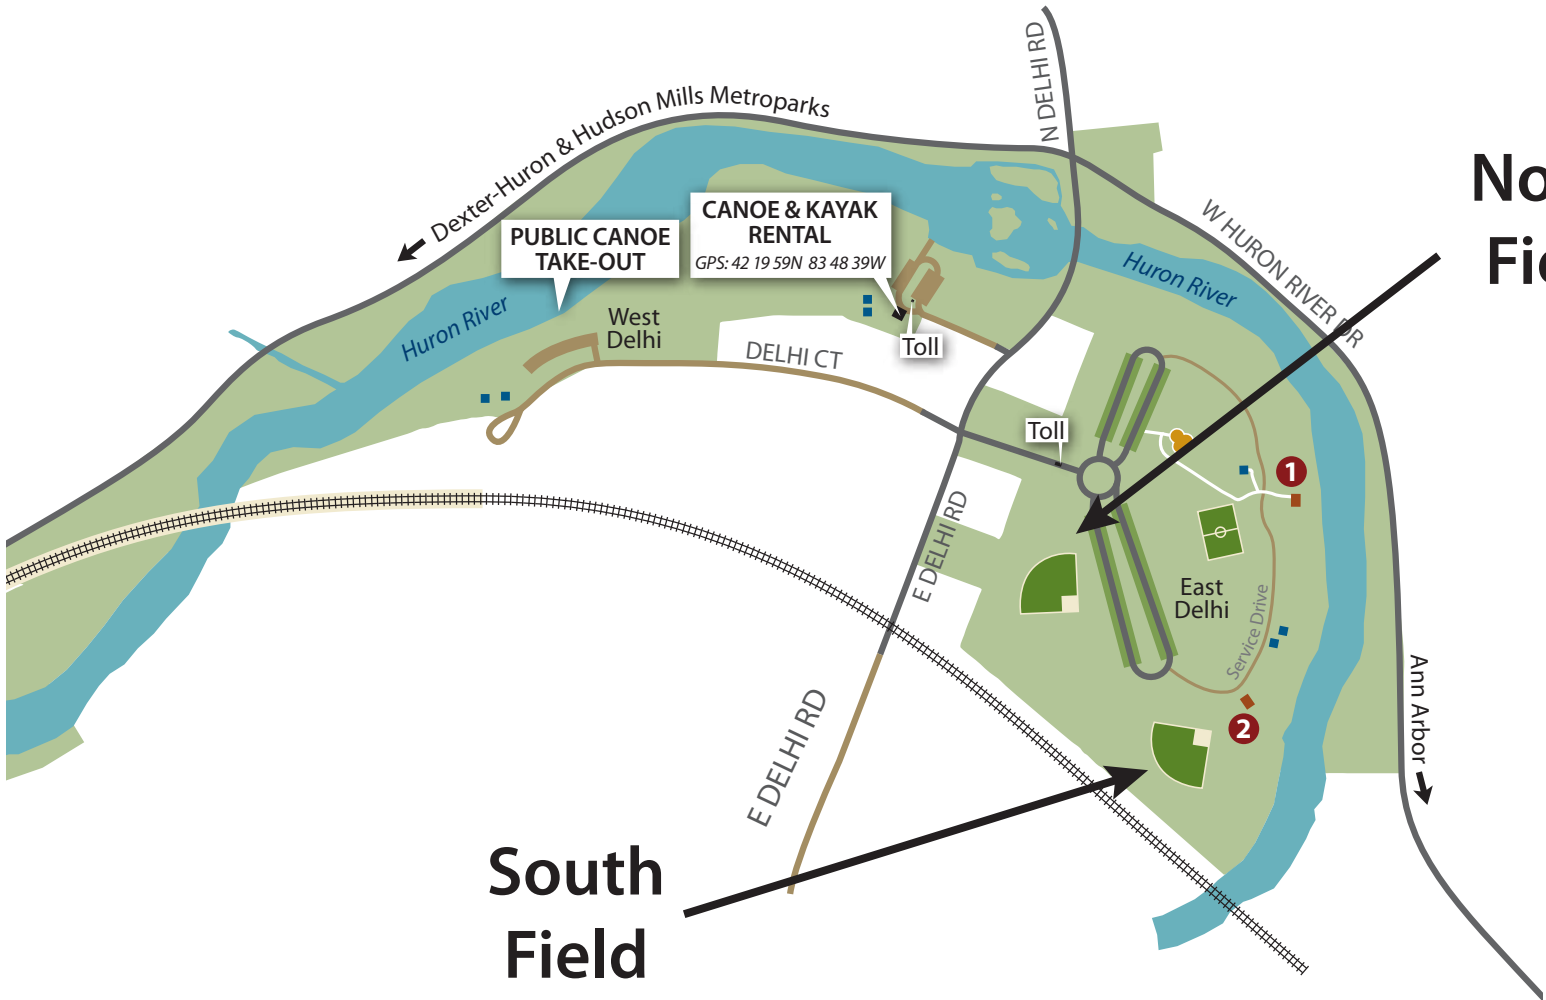 N DELHI RD
Dexter-Huron & Hudson Mills Metroparks
No
Fie
CANOE & KAYAK
RENTAL
GPS: 42 19 59N 83 48 39W
PUBLIC CANOE
TAKE-OUT
W HURON RIVER DR
Huron River
Huron River
West
Delhi
Toll
DELHI CT
Toll
1
E DELHI RD
East
Delhi
Service Drive
E DELHI RD
2
Ann Arbor
South
Field